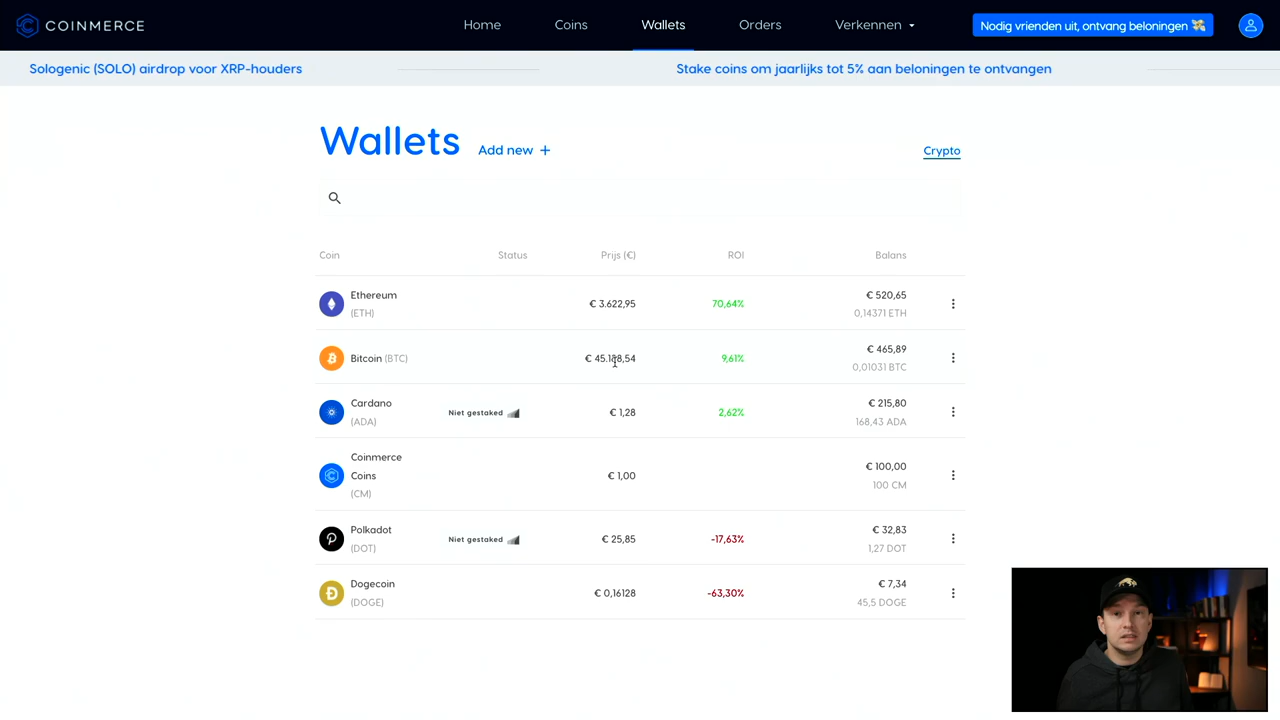 COINMERCE
Home
Coins
Wallets
Orders
Verkennen
Nodig vrienden uit, ontvang beloningen 💸
Sologenic (SOLO) airdrop voor XRP-houders
Stake coins om jaarlijks tot 5% aan beloningen te ontvangen
Wallets
Add new +
Crypto
Coin
Status
Prijs (€)
ROI
Balans
Ethereum
(ETH)
€ 3.622,95
70,64%
€ 520,65
0,14371 ETH
Bitcoin (BTC)
9,61%
€ 465,89
0,01031 BTC
Cardano
(ADA)
Niet gestaked
€ 1,28
2,62%
€ 215,80
168,43 ADA
Coinmerce
Coins
(CM)
€ 1,00
€ 100,00
100 CM
Polkadot
(DOT)
Niet gestaked
€ 25,85
-17,63%
€ 32,83
1,27 DOT
Dogecoin
(DOGE)
€ 0,16128
-63,30%
€ 7,34
45,5 DOGE